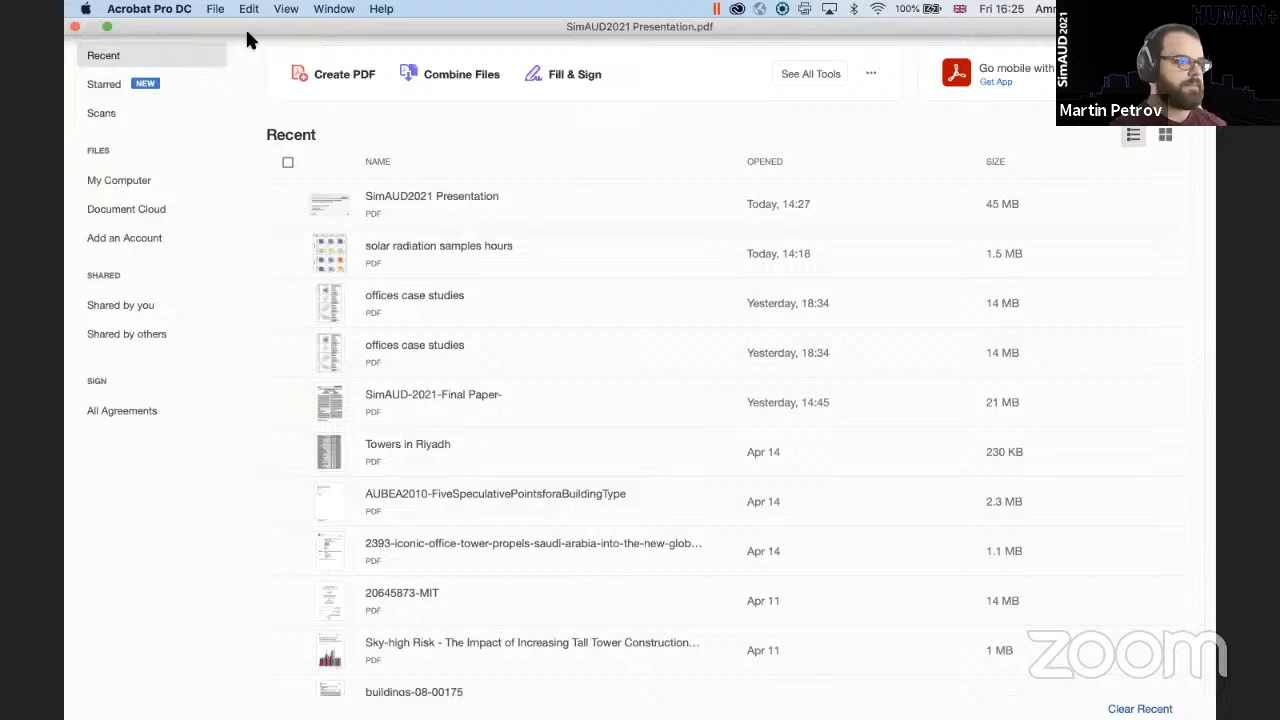 Acrobat Pro DC File Edit View Window Help 100% Fri 16:25
SimAUD2021 Presentation.pdf
HUMAN+
SimAUD2021
Martin Petrov
Recent
Starred NEW
Scans
FILES
My Computer
Document Cloud
Add an Account
SHARED
Shared by you
Shared by others
SIGN
All Agreements
Create PDF Combine Files Fill & Sign See All Tools ...
Go mobile with
Get App
Recent
NAME OPENED SIZE
SimAUD2021 Presentation
PDF
Today, 14:27 45 MB
solar radiation samples hours
PDF
Today, 14:18 1.5 MB
offices case studies
PDF
Yesterday, 18:34 14 MB
offices case studies
PDF
Yesterday, 18:34 14 MB
SimAUD-2021-Final Paper-
PDF
Yesterday, 14:45 21 MB
Towers in Riyadh
PDF
Apr 14 230 KB
AUBEA2010-FiveSpeculativePointsforaBuildingType
PDF
Apr 14 2.3 MB
2393-iconic-office-tower-propels-saudi-arabia-into-the-new-glob...
PDF
Apr 14 1.1 MB
20645873-MIT
PDF
Apr 11 14 MB
Sky-high Risk - The Impact of Increasing Tall Tower Construction...
PDF
Apr 11 1 MB
buildings-08-00175
Clear Recent
zoom